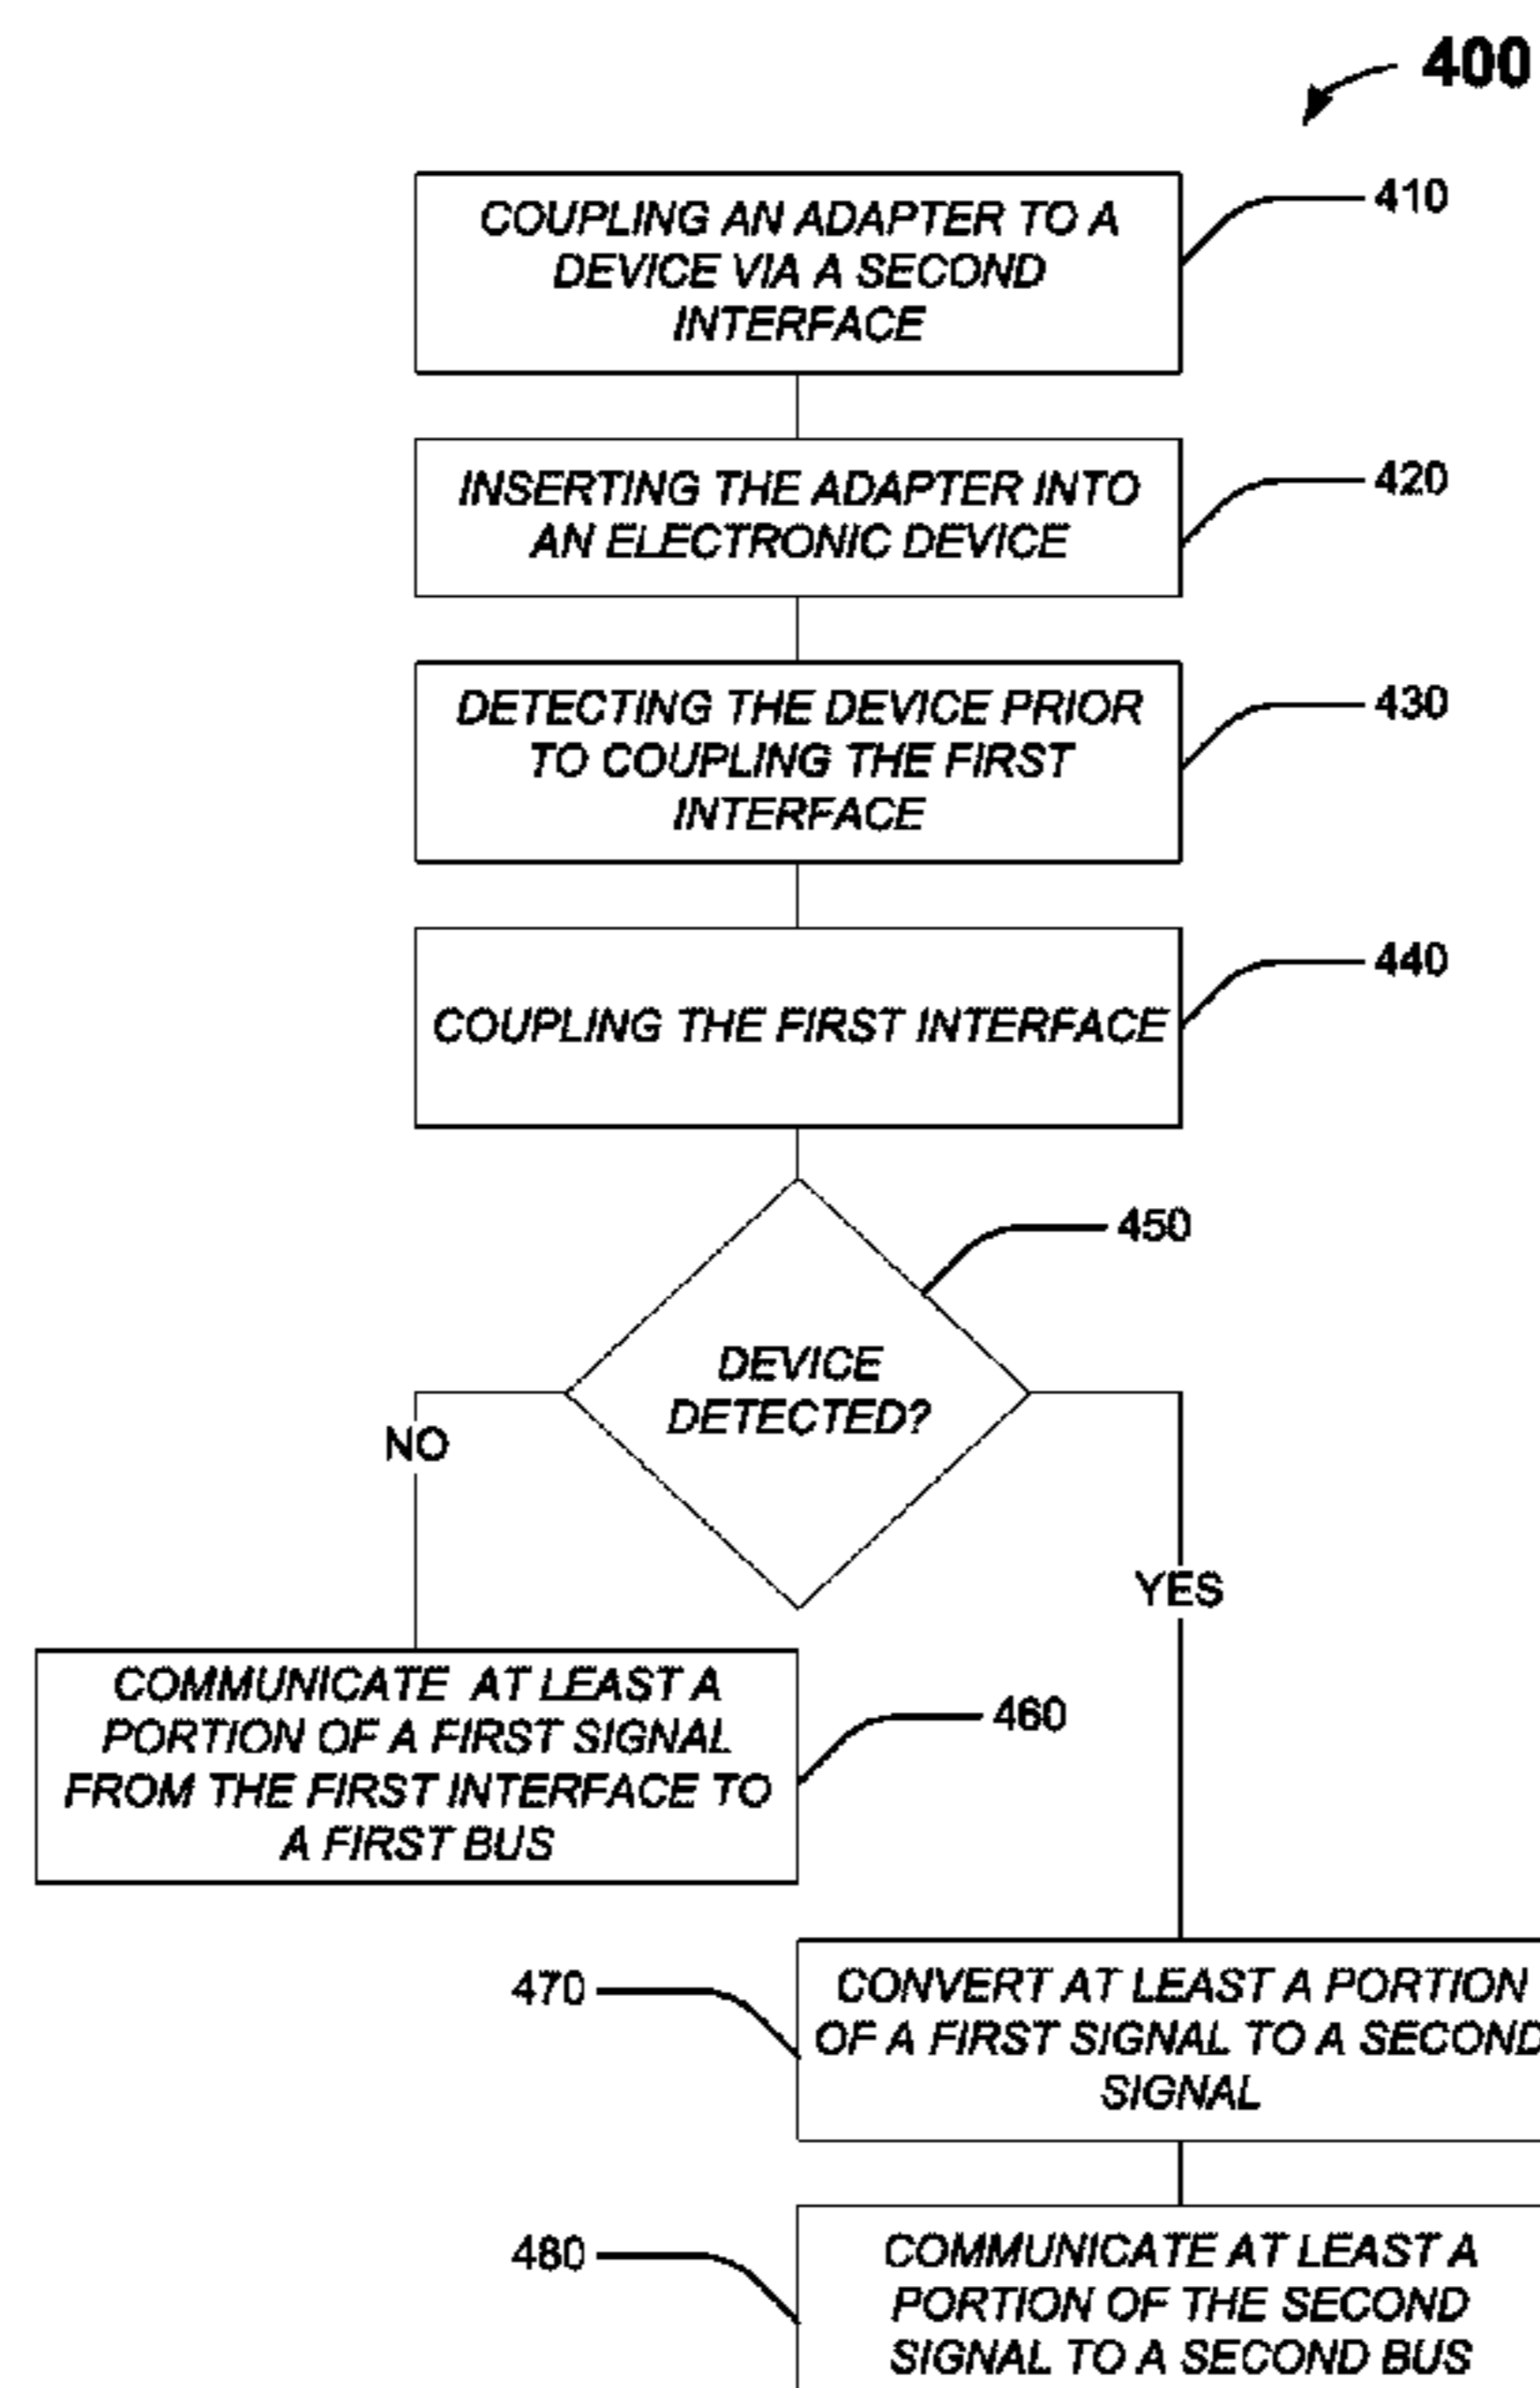 400
COUPLING AN ADAPTER TO A
DEVICE VIA A SECOND
INTERFACE
410
INSERTING THE ADAPTER INTO
AN ELECTRONIC DEVICE
420
DETECTING THE DEVICE PRIOR
TO COUPLING THE FIRST
INTERFACE
430
COUPLING THE FIRST INTERFACE
440
DEVICE
DETECTED?
450
NO
YES
COMMUNICATE AT LEAST A
PORTION OF A FIRST SIGNAL
FROM THE FIRST INTERFACE TO
A FIRST BUS
460
470
CONVERT AT LEAST A PORTION
OF A FIRST SIGNAL TO A SECOND
SIGNAL
480
COMMUNICATE AT LEAST A
PORTION OF THE SECOND
SIGNAL TO A SECOND BUS